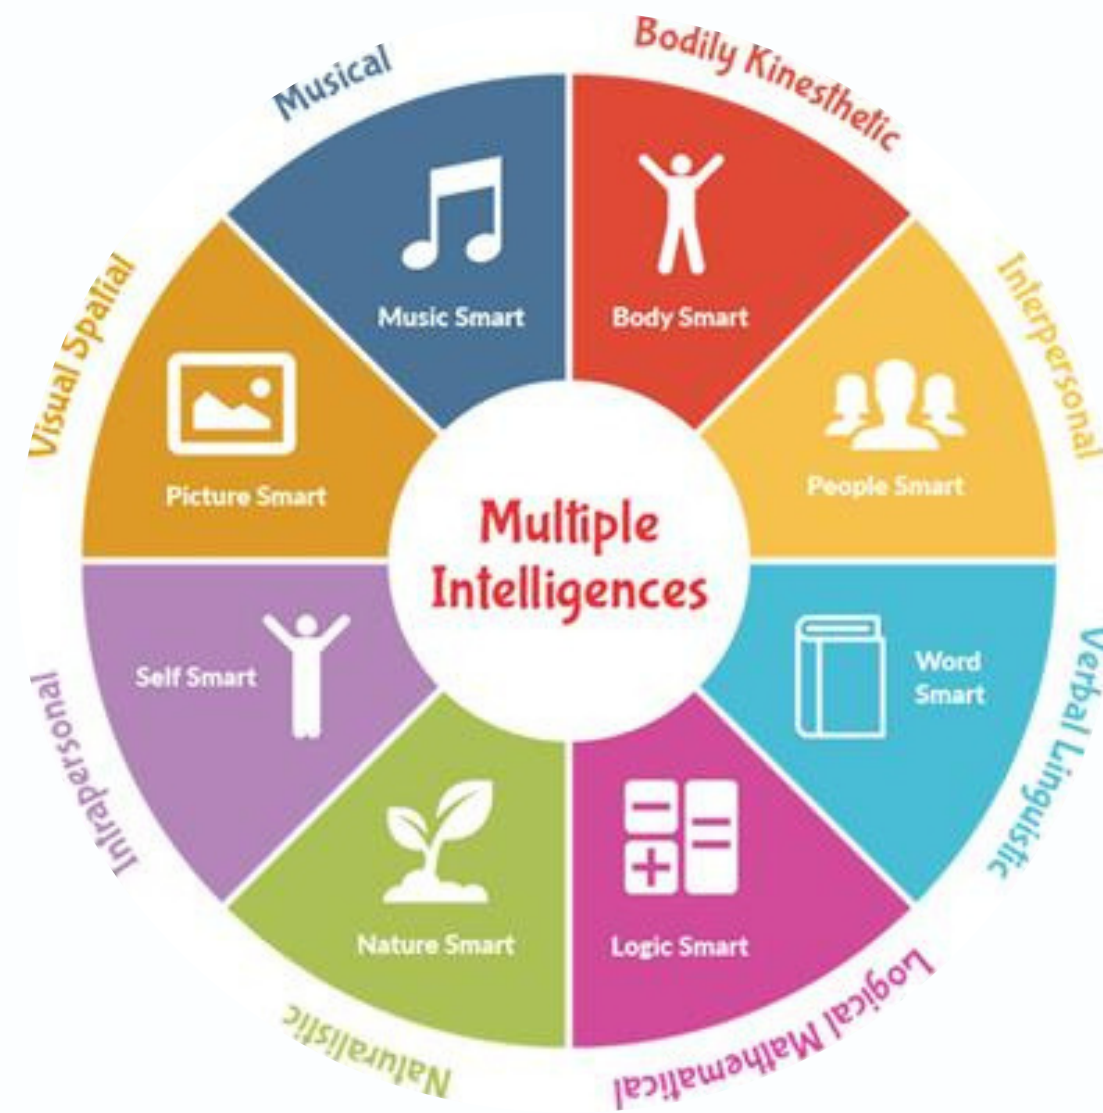 Musical
Bodily Kinesthetic
Music Smart
Body Smart
Visual Spatial
Interpersonal
Picture Smart
People Smart
Multiple
Intelligences
Self Smart
Word
Smart
Intrapersonal
Verbal Linguistic
Nature Smart
Logic Smart
Naturalistic
Logical Mathematical